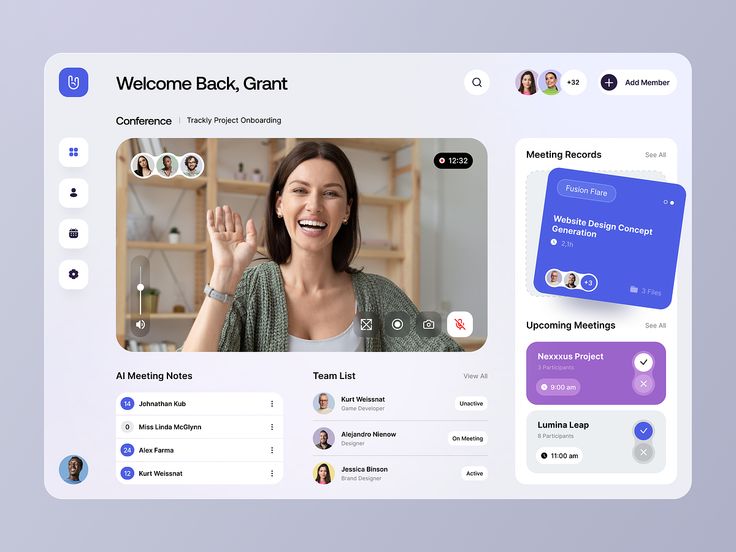 Welcome Back, Grant
+32
Add Member
Conference
Trackly Project Onboarding
12:32
AI Meeting Notes
View All
14 Johnathan Kub
0 Miss Linda McGlynn
24 Alex Farma
12 Kurt Weissnat
Team List
Kurt Weissnat
Game Developer
Unactive
Alejandro Nienow
Designer
On Meeting
Jessica Binson
Brand Designer
Active
Meeting Records
See All
Fusion Flare
Website Design Concept
Generation
2,1h
+3
3 Files
Upcoming Meetings
See All
Nexxxus Project
3 Participants
9:00 am
Lumina Leap
8 Participants
11:00 am